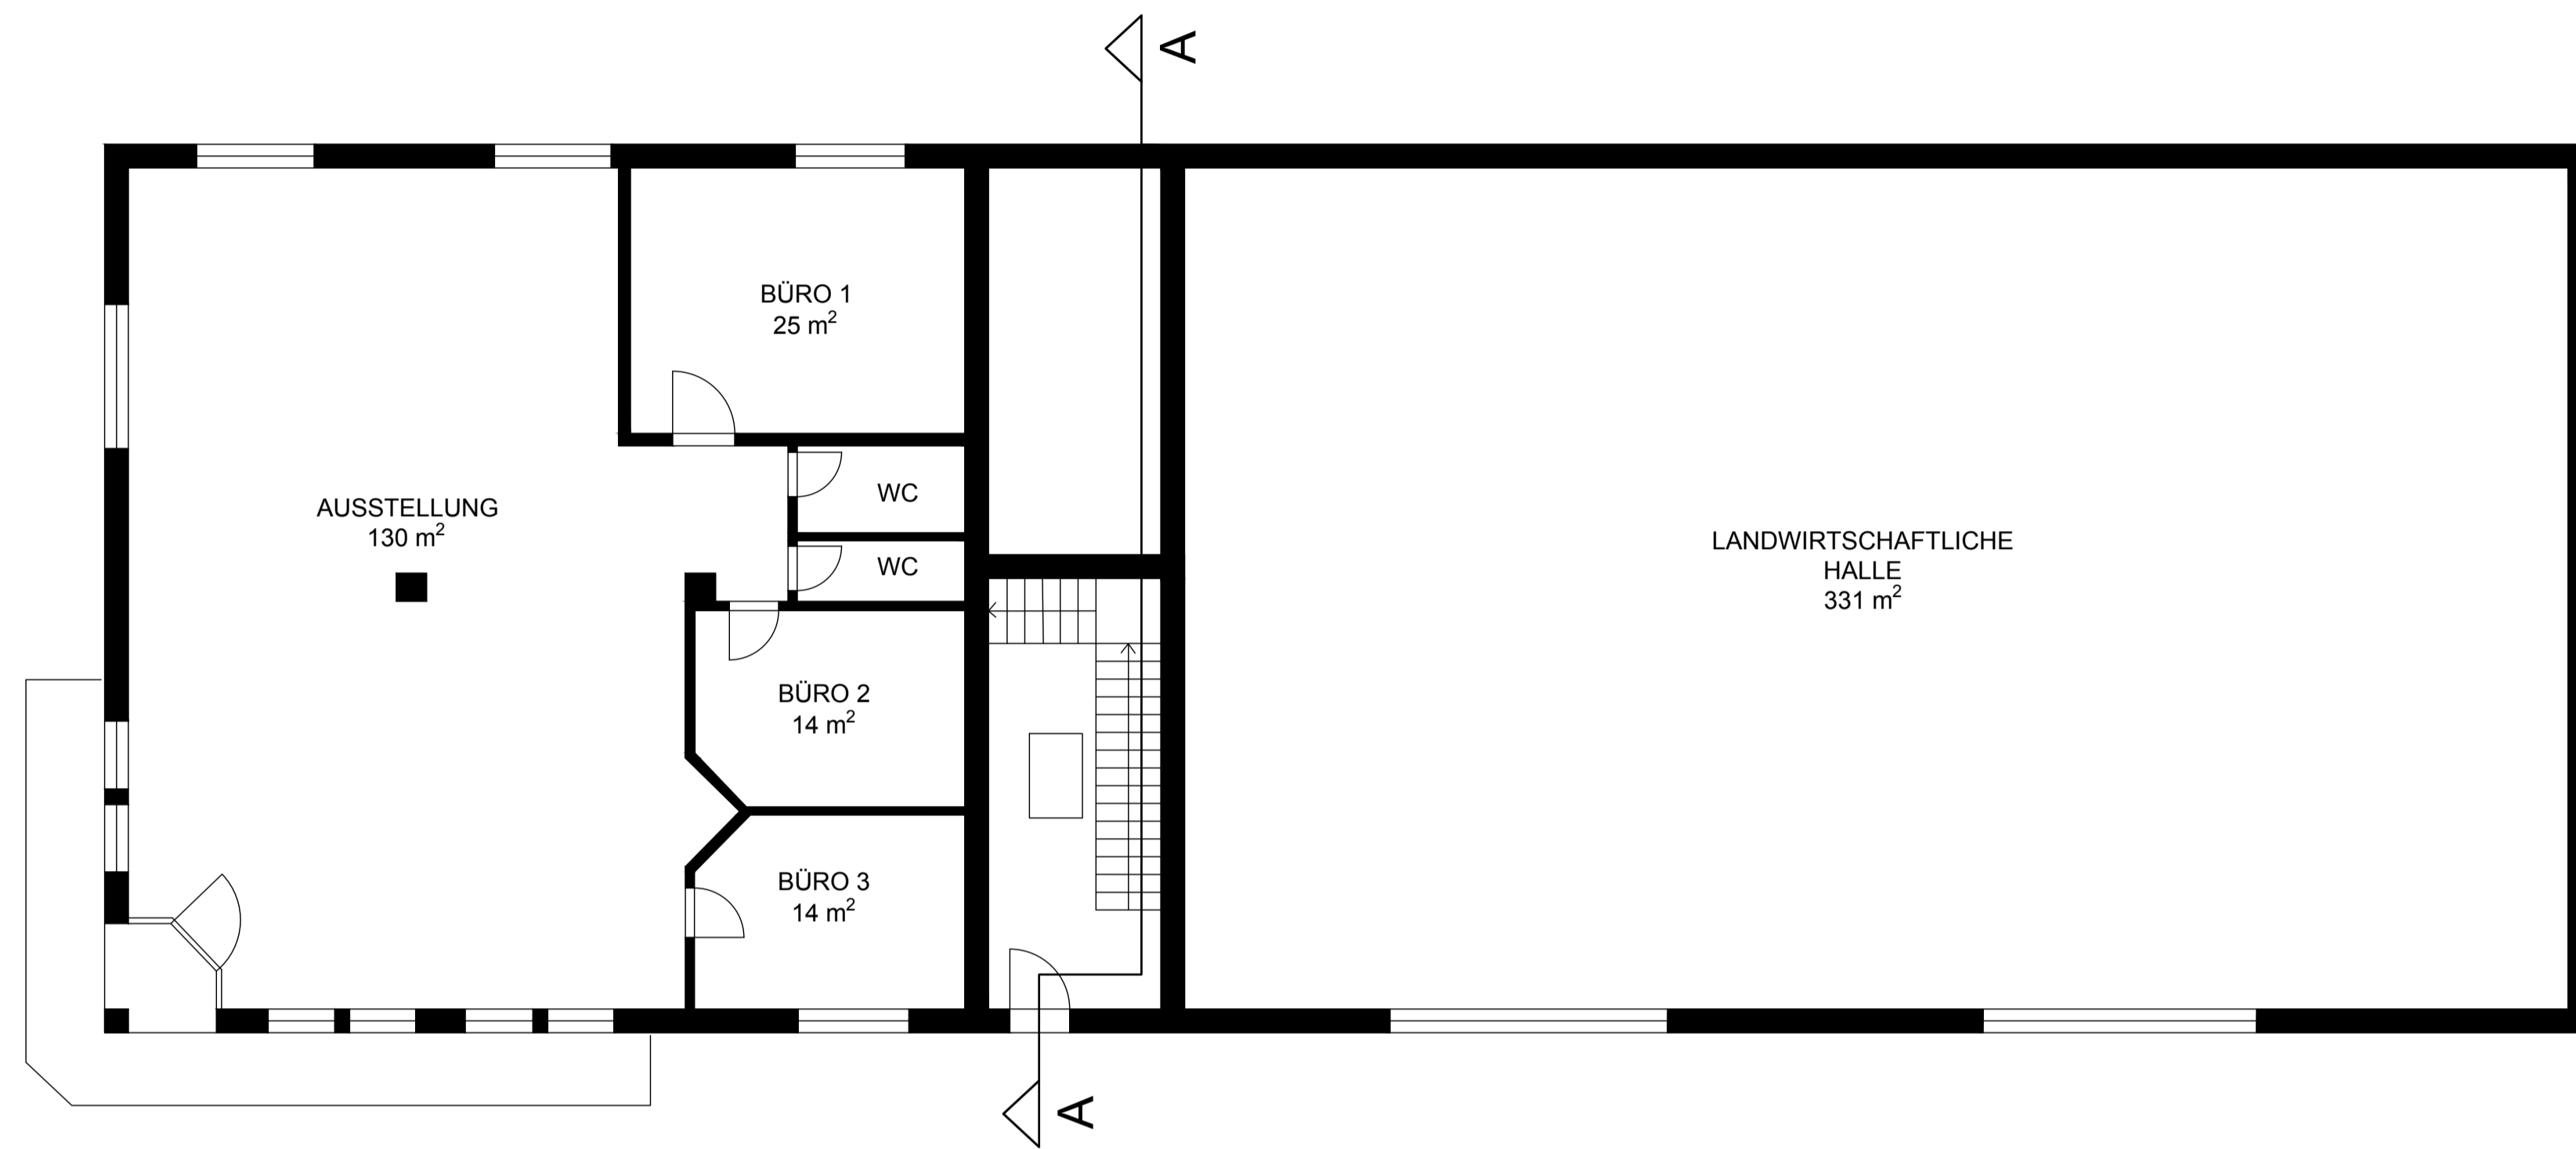 A
BÜRO 1
25 m²
WC
AUSSTELLUNG
130 m²
WC
LANDWIRTSCHAFTLICHE
HALLE
331 m²
BÜRO 2
14 m²
BÜRO 3
14 m²
A